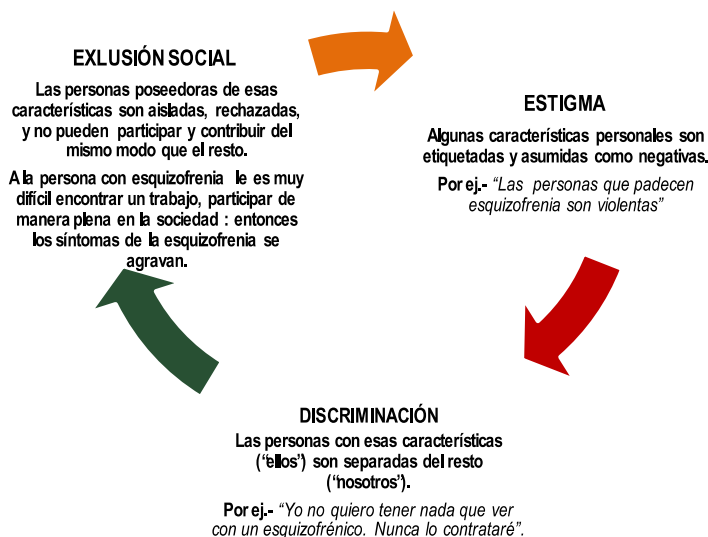 EXLUSIÓN SOCIAL
Las personas poseedoras de esas
características son aisladas, rechazadas,
y no pueden participar y contribuir del
mismo modo que el resto.
A la persona con esquizofrenia le es muy
difícil encontrar un trabajo, participar de
manera plena en la sociedad : entonces
los síntomas de la esquizofrenia se
agravan.
ESTIGMA
Algunas características personales son
etiquetadas y asumidas como negativas.
Por ej.- “Las personas que padecen
esquizofrenia son violentas”
DISCRIMINACIÓN
Las personas con esas características
(“ellos”) son separadas del resto
(“nosotros”).
Por ej.- “Yo no quiero tener nada que ver
con un esquizofrénico. Nunca lo contrataré”.